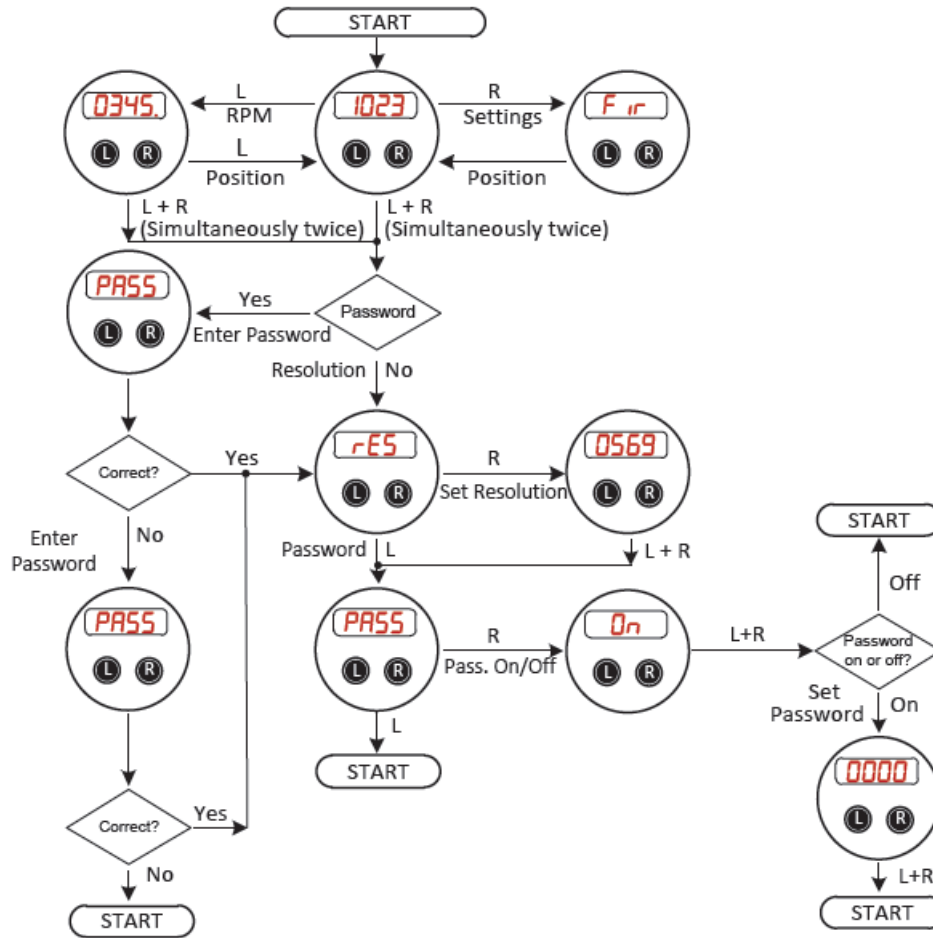 START
0345.
L
RPM
1023
R
Settings
F ir
L R
L
Position
L R
Position
L R
L + R
(Simultaneously twice)
L + R
(Simultaneously twice)
PASS
L R
Yes
Enter Password
Password
Resolution No
Correct?
Yes
rES
L R
R
Set Resolution
0569
L R
Enter
Password
No
Password L
L + R
START
Off
PASS
L R
PASS
L R
R
Pass. On/Off
On
L R
L+R
Password
on or off?
Set
Password
On
L
START
0000
L R
Correct?
Yes
No
START
L+R
START